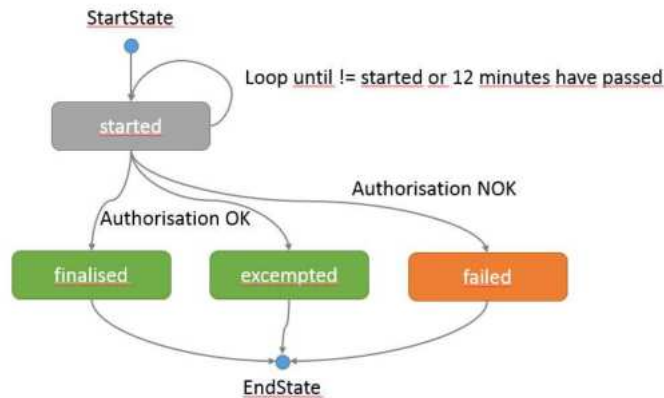 StartState
Loop until != started or 12 minutes have passed
started
Authorisation NOK
Authorisation OK
finalised
excempted
failed
EndState